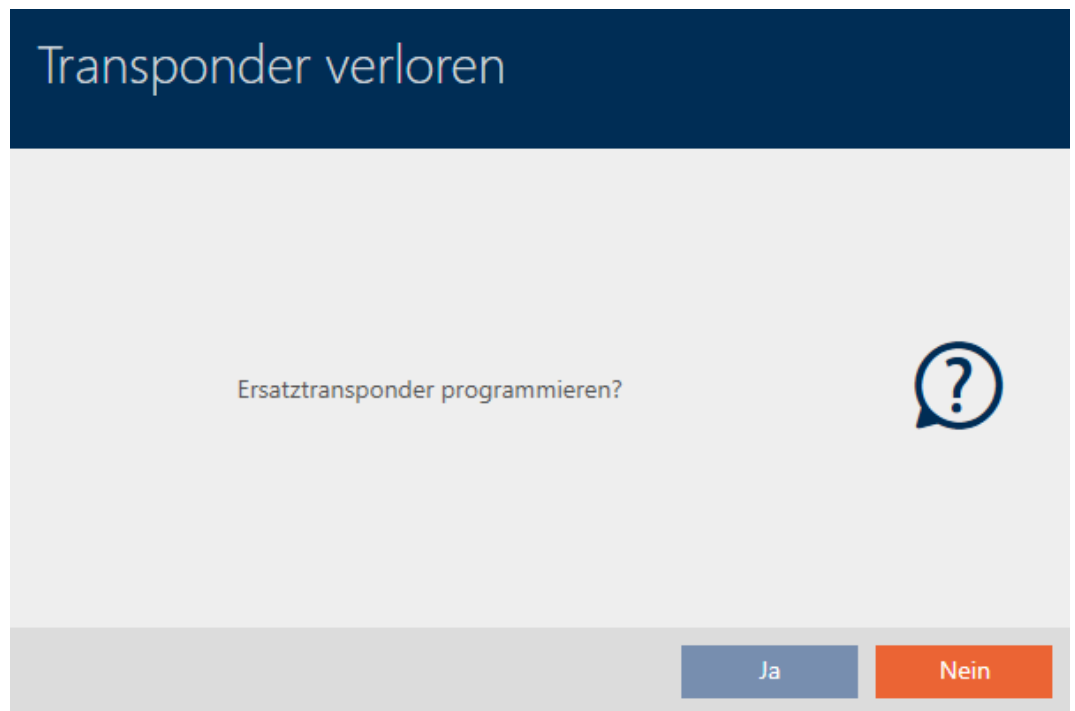 Transponder verloren
Ersatztransponder programmieren?
?
Ja
Nein